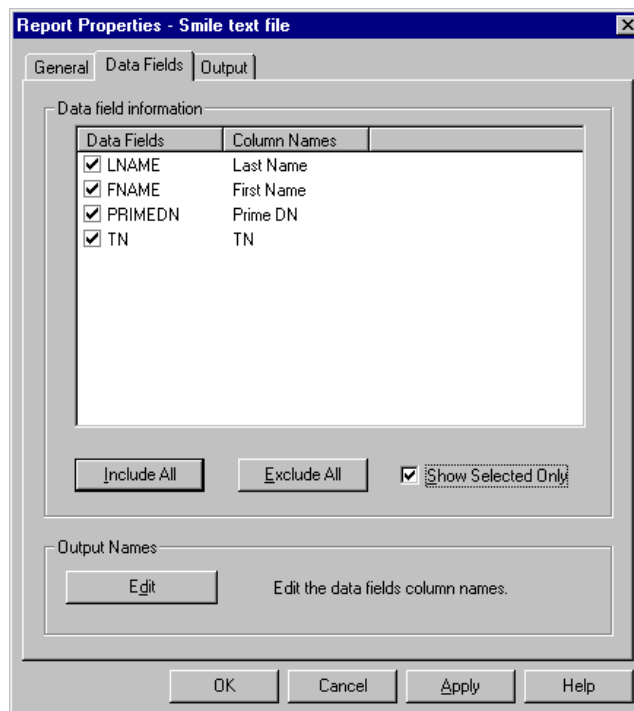 Report Properties - Smile text file
General Data Fields Output
Data field information
Data Fields Column Names
LNAME Last Name
FNAME First Name
PRIMEDN Prime DN
TN TN
Include All Exclude All Show Selected Only
Output Names
Edit Edit the data fields column names.
OK Cancel Apply Help